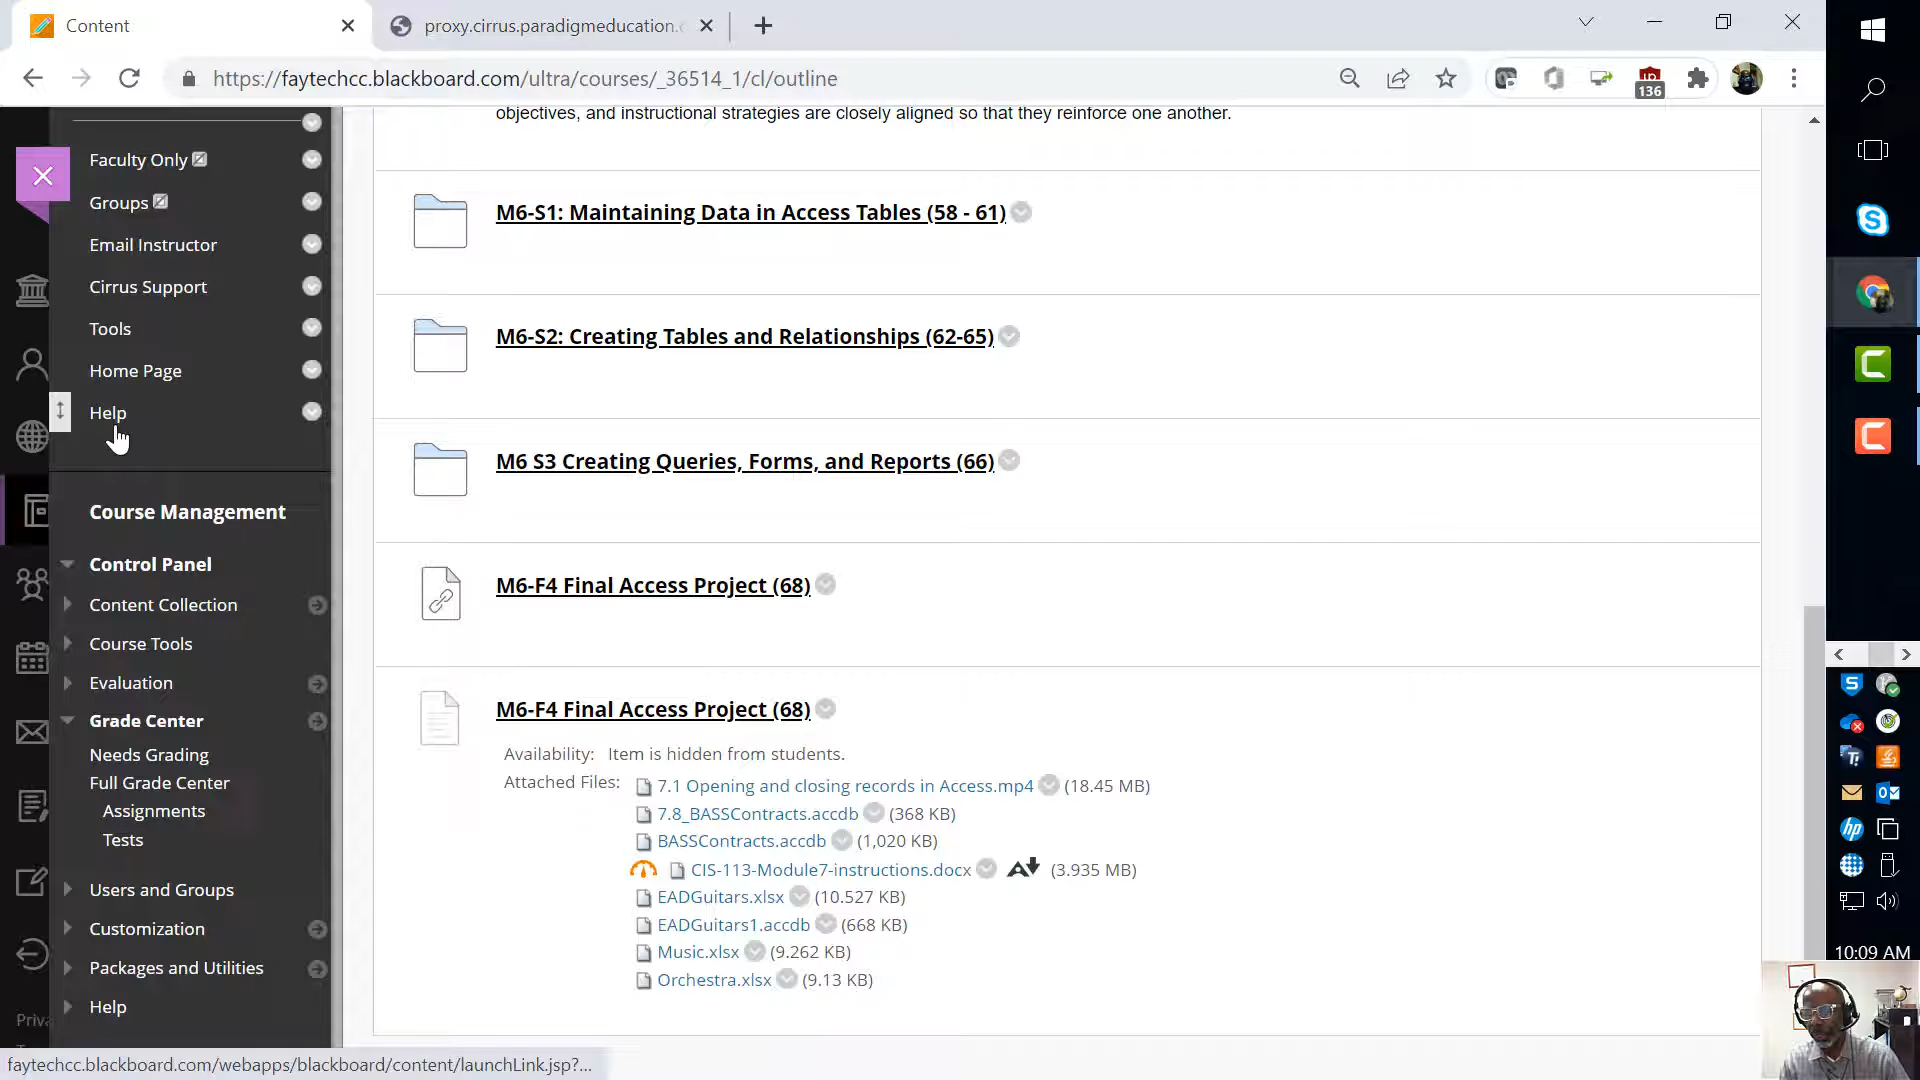 Content
proxy.cirrus.paradigmeducation.
https://faytechcc.blackboard.com/ultra/courses/_36514_1/cl/outline
136
Faculty Only
Groups
Email Instructor
Cirrus Support
Tools
Home Page
Help
Course Management
Control Panel
Content Collection
Course Tools
Evaluation
Grade Center
Needs Grading
Full Grade Center
Assignments
Tests
Users and Groups
Customization
Packages and Utilities
Help
Priva
objectives, and instructional strategies are closely aligned so that they reinforce one another.
M6-S1: Maintaining Data in Access Tables (58 - 61)
M6-S2: Creating Tables and Relationships (62-65)
M6 S3 Creating Queries, Forms, and Reports (66)
M6-F4 Final Access Project (68)
M6-F4 Final Access Project (68)
Availability: Item is hidden from students.
Attached Files: 7.1 Opening and closing records in Access.mp4 (18.45 MB)
7.8_BASSContracts.accdb (368 KB)
BASSContracts.accdb (1,020 KB)
CIS-113-Module7-instructions.docx (3.935 MB)
EADGuitars.xlsx (10.527 KB)
EADGuitars1.accdb (668 KB)
Music.xlsx (9.262 KB)
Orchestra.xlsx (9.13 KB)
10:09 AM
faytechcc.blackboard.com/webapps/blackboard/content/launchLink.jsp?...